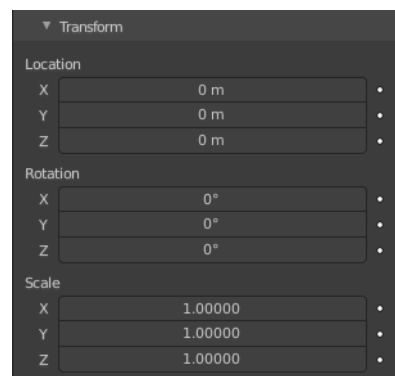 Transform
Location
X 0 m
Y 0 m
Z 0 m
Rotation
X 0°
Y 0°
Z 0°
Scale
X 1.00000
Y 1.00000
Z 1.00000